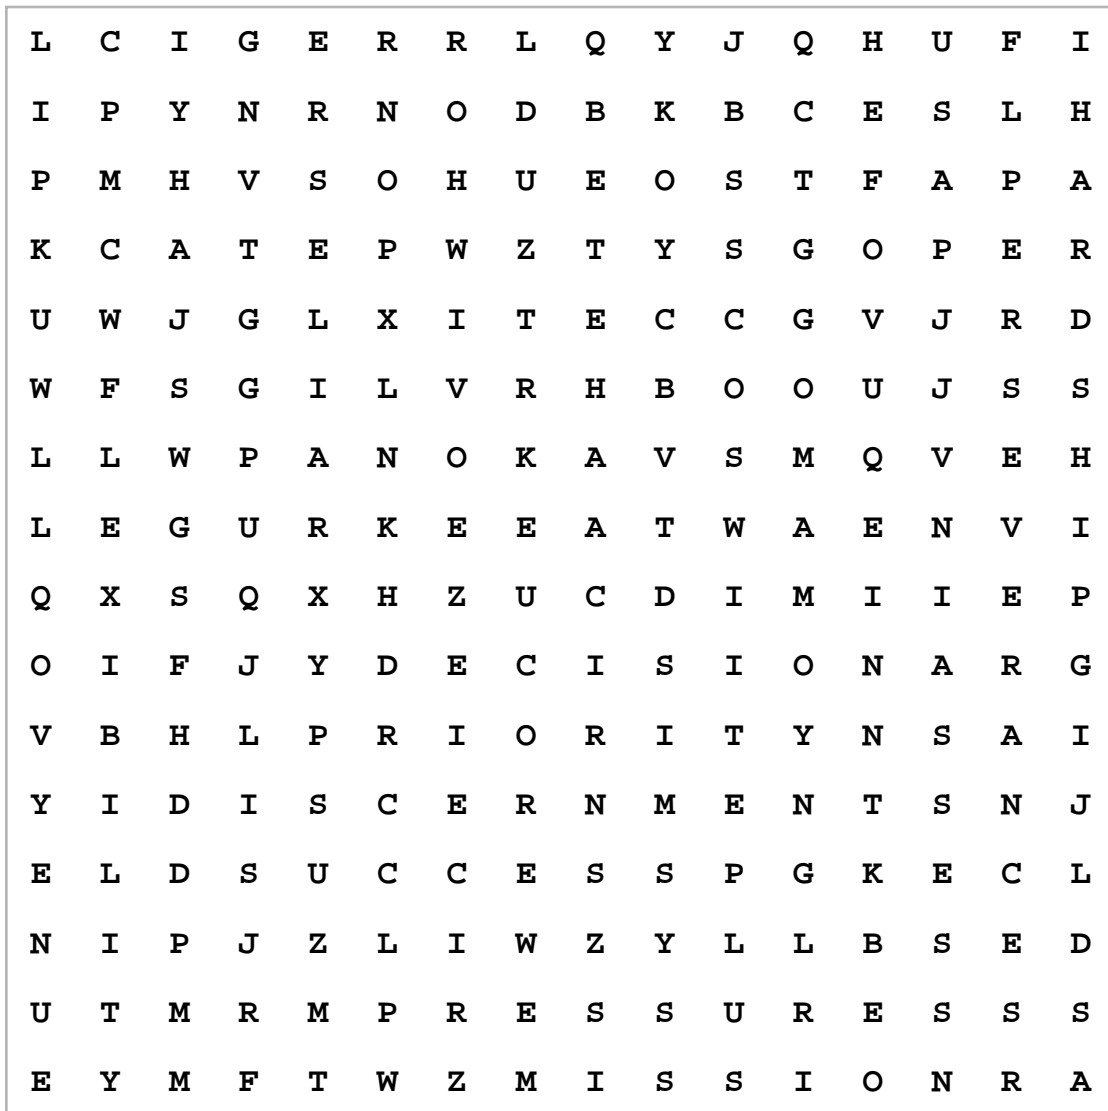 L C I G E R R L Q Y J Q H U F I
I P Y N R N O D B K B C E S L H
P M H V S O H U E O S T F A P A
K C A T E P W Z T Y S G O P E R
U W J G L X I T E C C G V J R D
W F S G I L V R H B O O U J S S
L L W P A N O K A V S M Q V E H
L E G U R K E E A T W A E N V I
Q X S Q X H Z U C D I M I I E P
O I F J Y D E C I S I O N A R G
V B H L P R I O R I T Y N S A I
Y I D I S C E R N M E N T S N J
E L D S U C C E S S P G K E C L
N I P J Z L I W Z Y L L B S E D
U T M R M P R E S S U R E S S S
E Y M F T W Z M I S S I O N R A